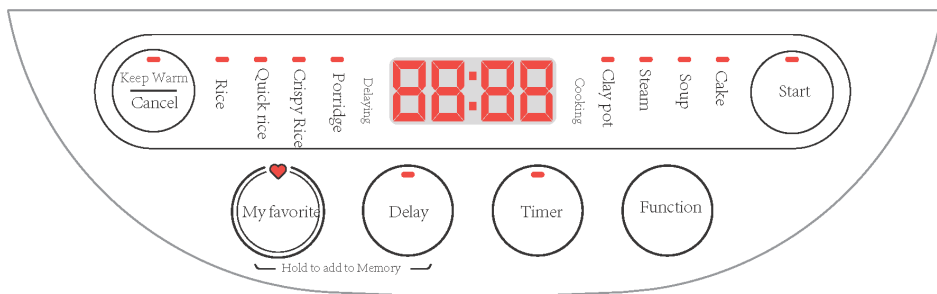 Keep Warm
Cancel
Rice
Quick rice
Crispy Rice
Porridge
Delaying
88:88
Cooking
Clay pot
Steam
Soup
Cake
Start
My favorite
Delay
Timer
Function
Hold to add to Memory